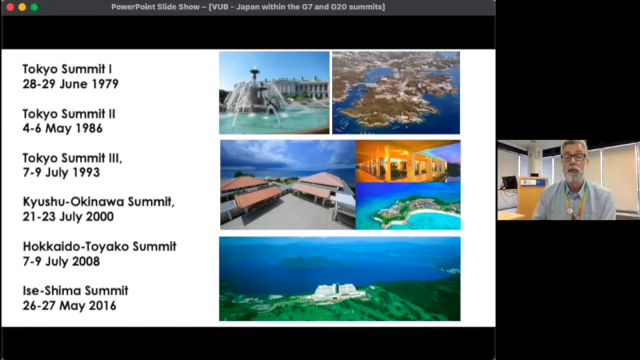 PowerPoint Slide Show – [VUB - Japan within the G7 and G20 summits]
Tokyo Summit I
28-29 June 1979
Tokyo Summit II
4-6 May 1986
Tokyo Summit III,
7-9 July 1993
Kyushu-Okinawa Summit,
21-23 July 2000
Hokkaido-Toyako Summit
7-9 July 2008
Ise-Shima Summit
26-27 May 2016